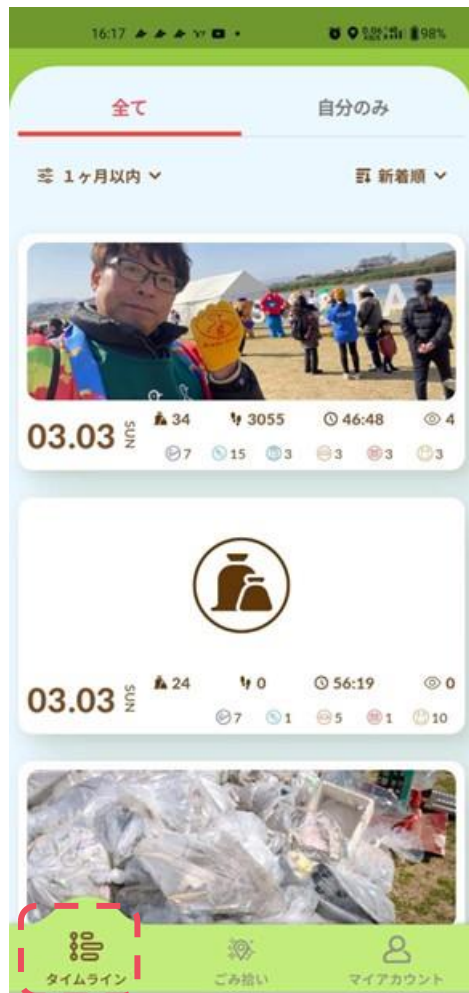 16:17 98%
全て 自分のみ
1ヶ月以内 新着順
S A
03.03 SUN 34 3055 46:48 4
7 15 3 3 3 3
03.03 SUN 24 0 56:19 0
7 1 5 1 10
タイムライン ごみ拾い マイアカウント